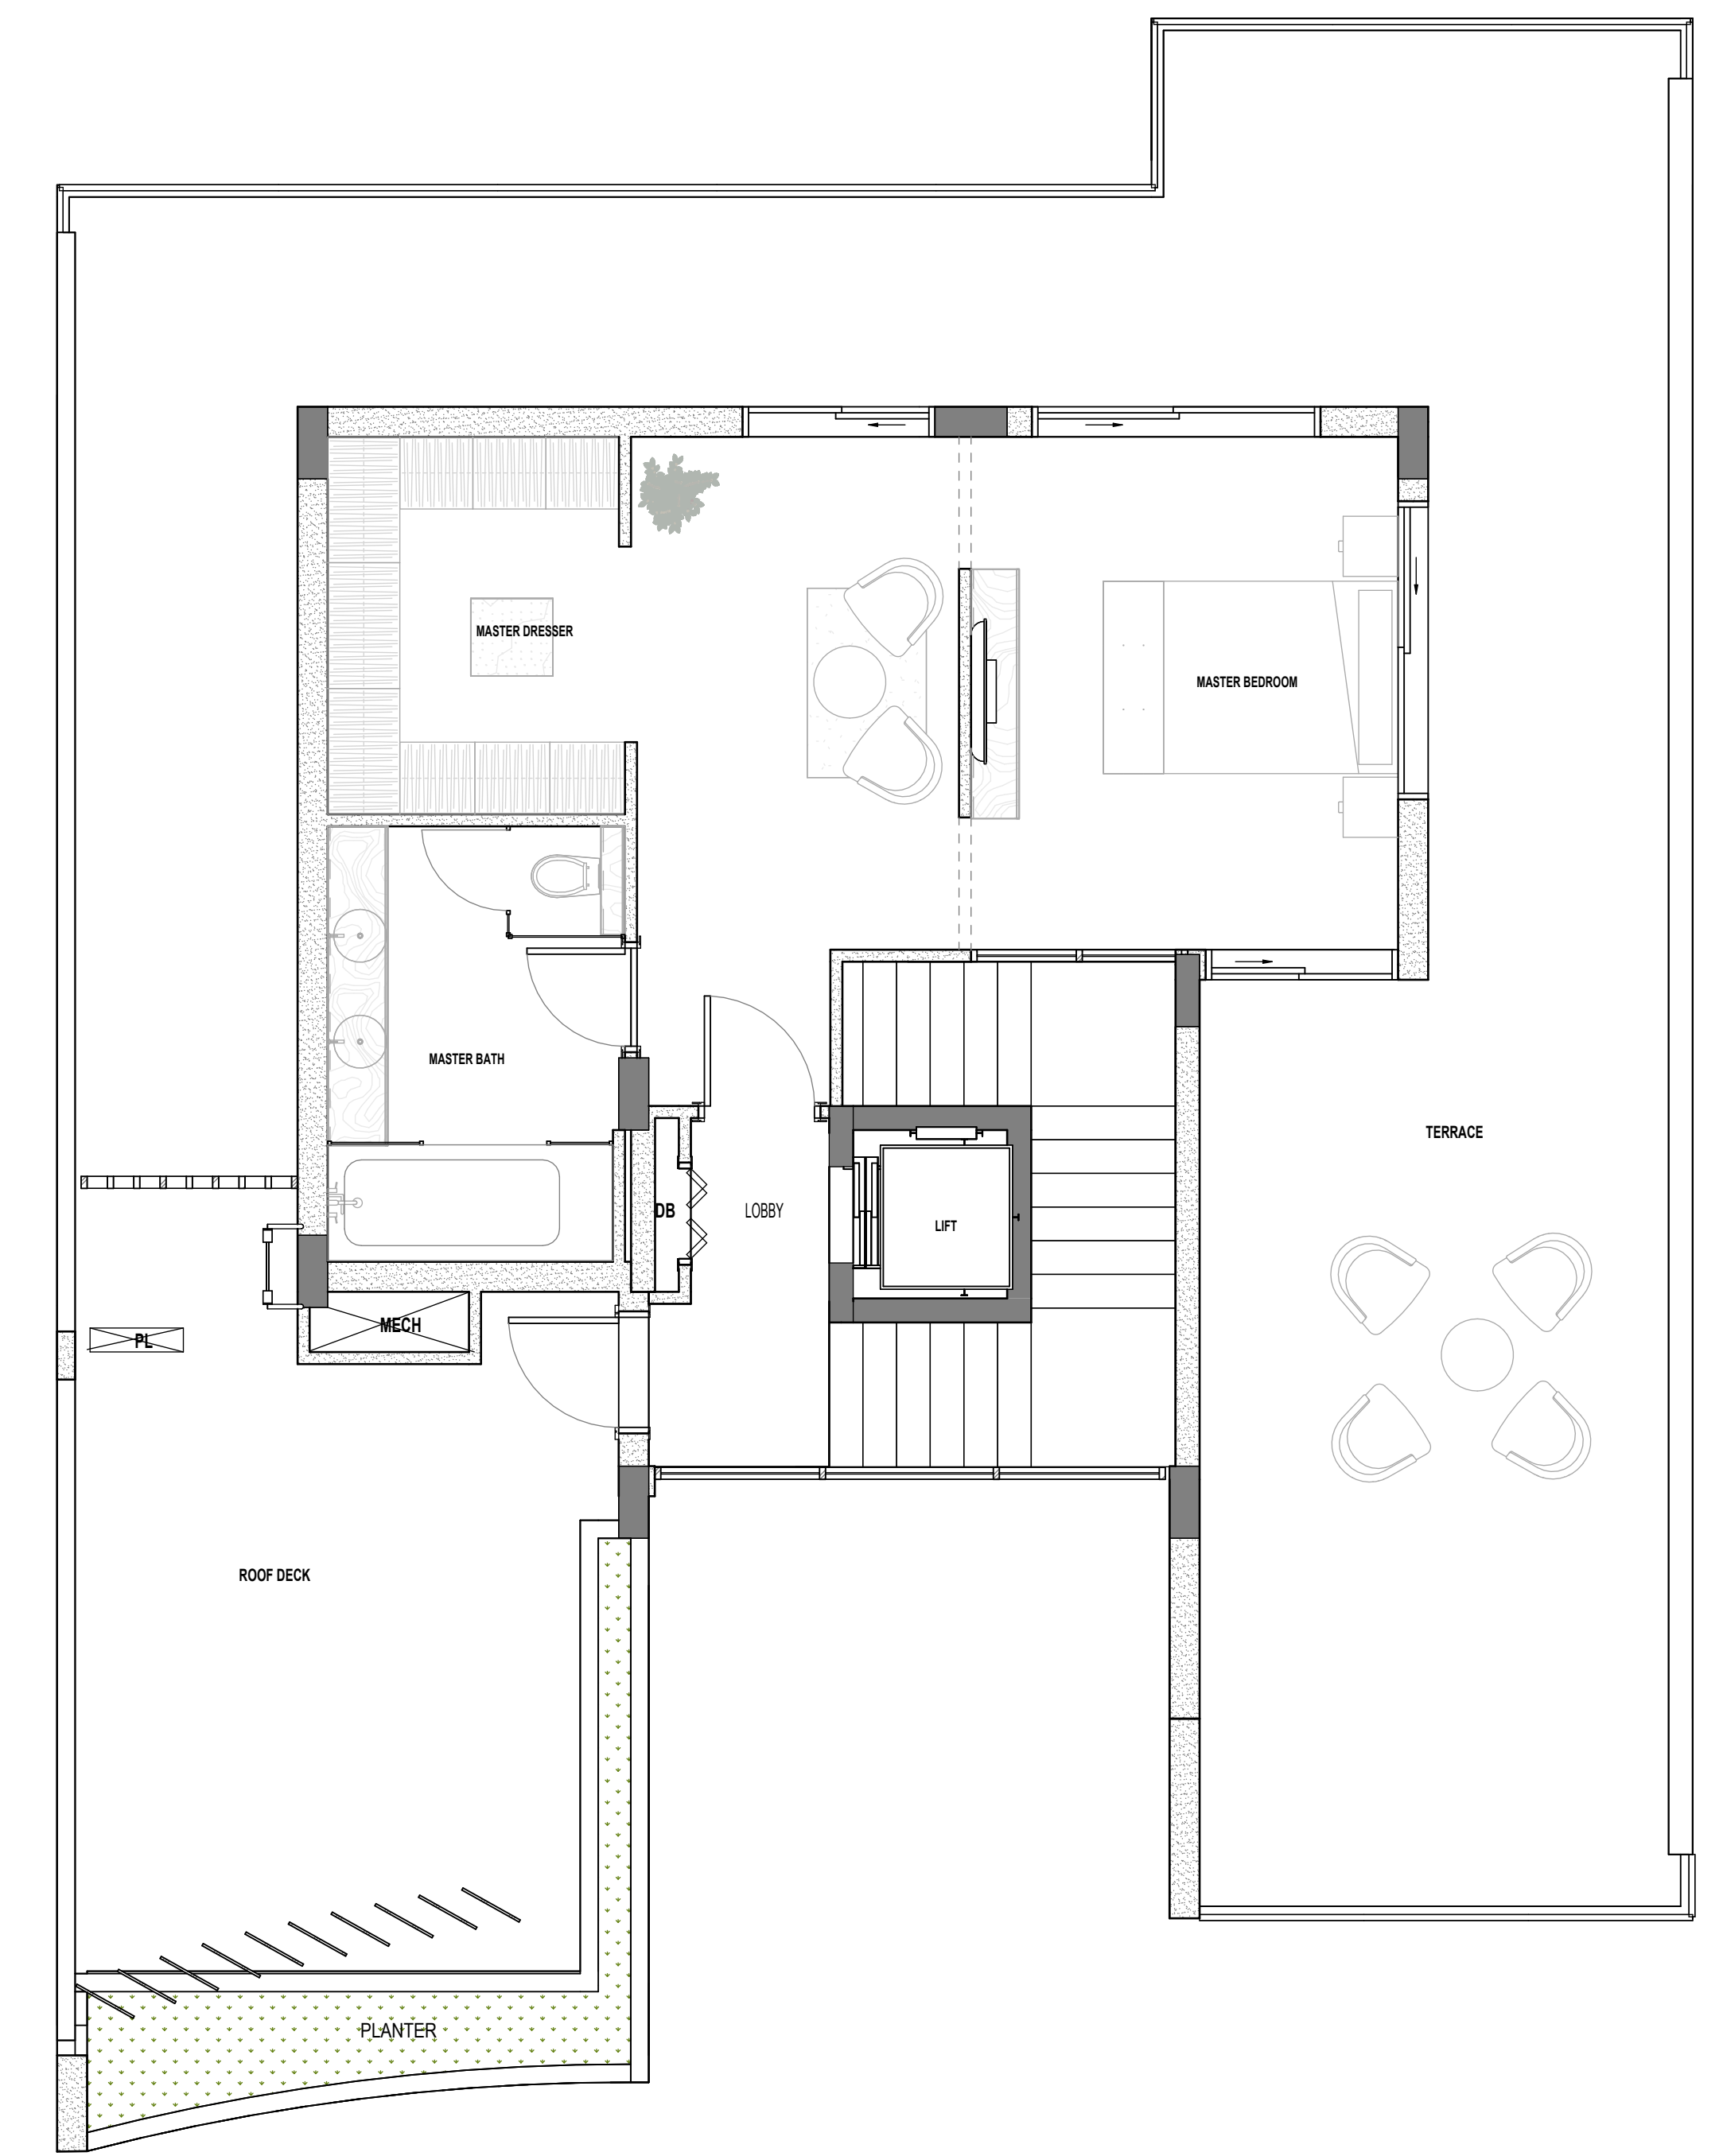 MASTER DRESSER
MASTER BEDROOM
MASTER BATH
TERRACE
DB
LOBBY
LIFT
MECH
PL
ROOF DECK
PLANTER